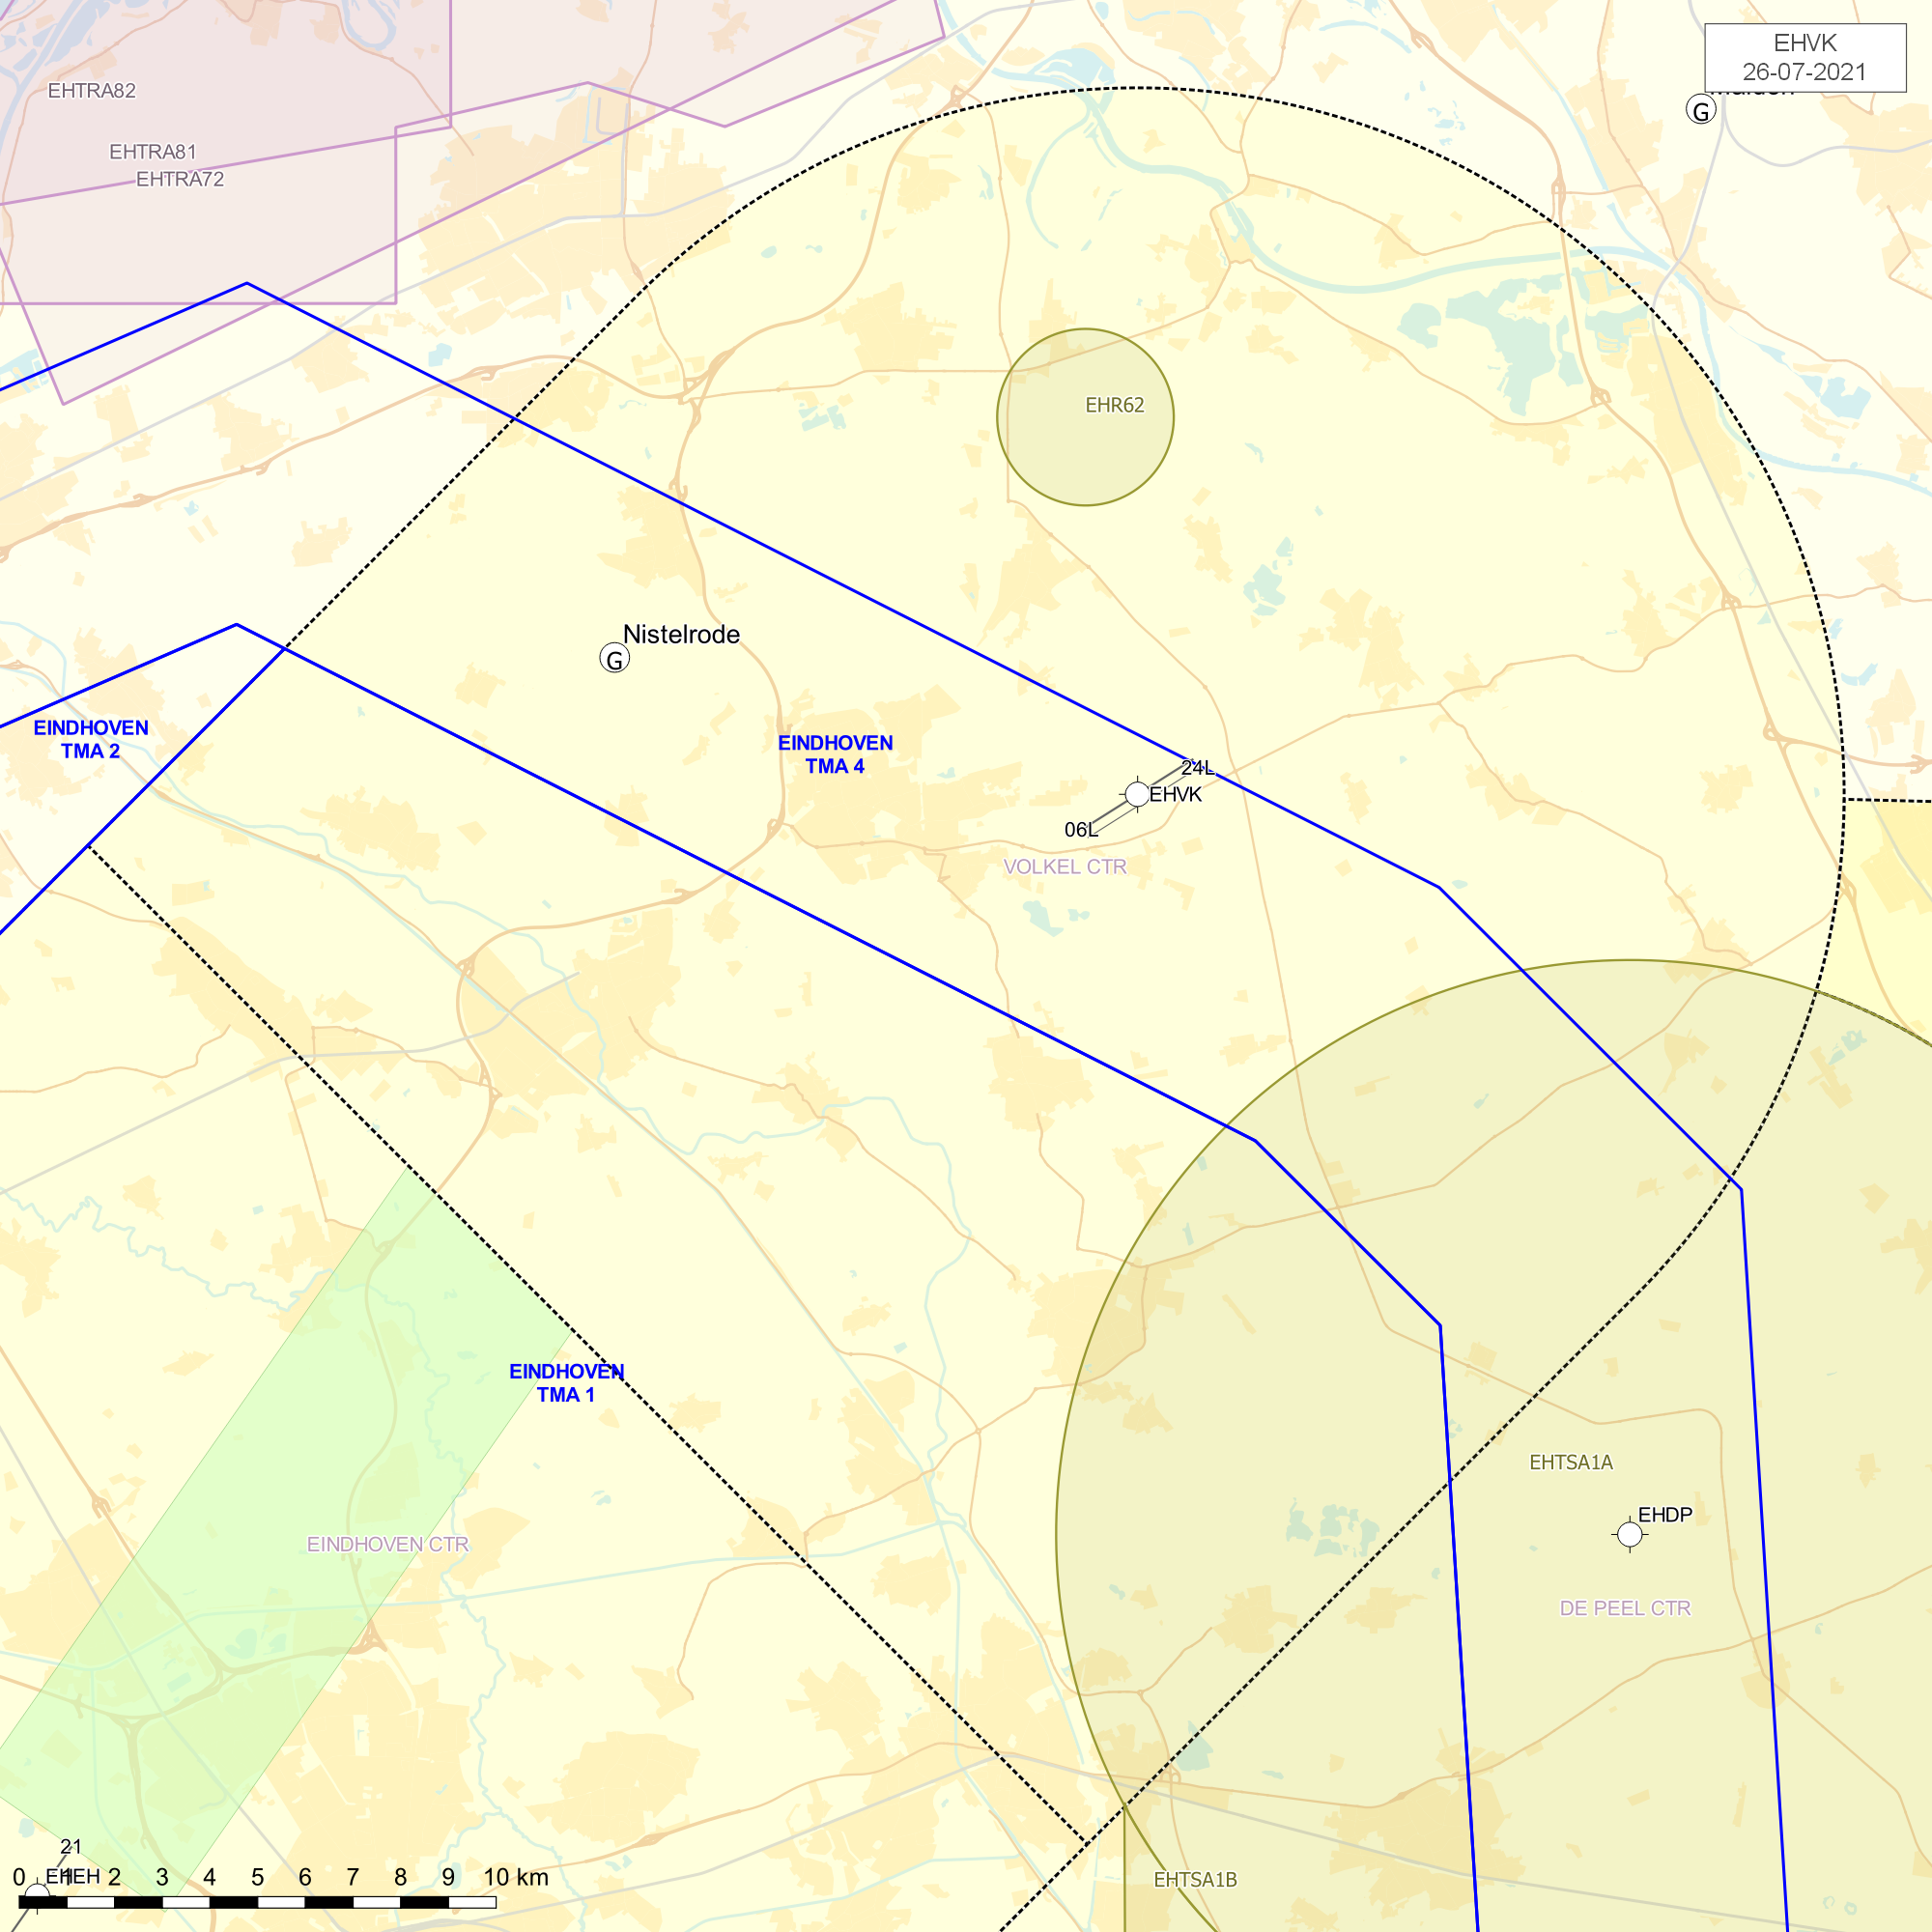 EHVK
26-07-2021
EHTRA82
G
EHTRA81
EHTRA72
EHR62
Nistelrode
G
EINDHOVEN
TMA 2
EINDHOVEN
TMA 4
24L
EHVK
06L
VOLKEL CTR
EINDHOVEN
TMA 1
EHTSA1A
EHDP
EINDHOVEN CTR
DE PEEL CTR
21
EHEH
0 1 2 3 4 5 6 7 8 9 10 km
EHTSA1B